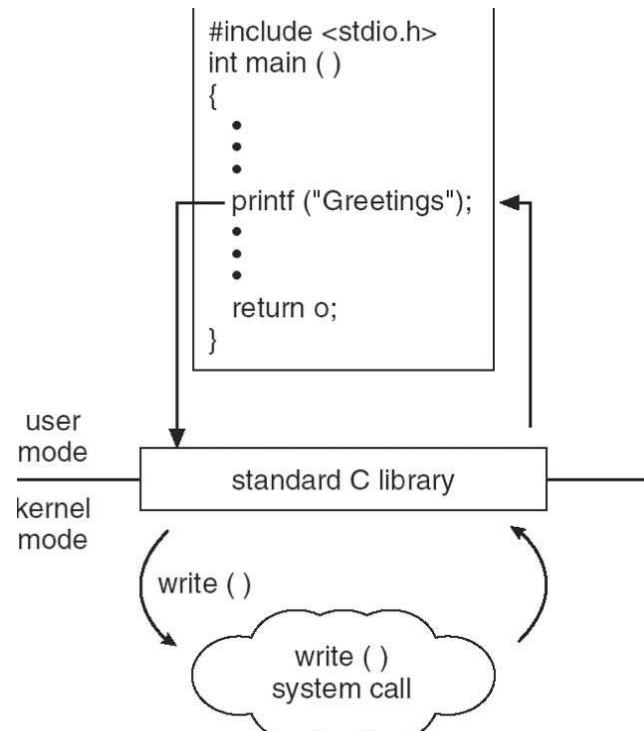 #include <stdio.h>
int main ( )
{
•
•
•
printf ("Greetings");
•
•
•
return o;
}
user
mode
standard C library
kernel
mode
write ( )
write ( )
system call